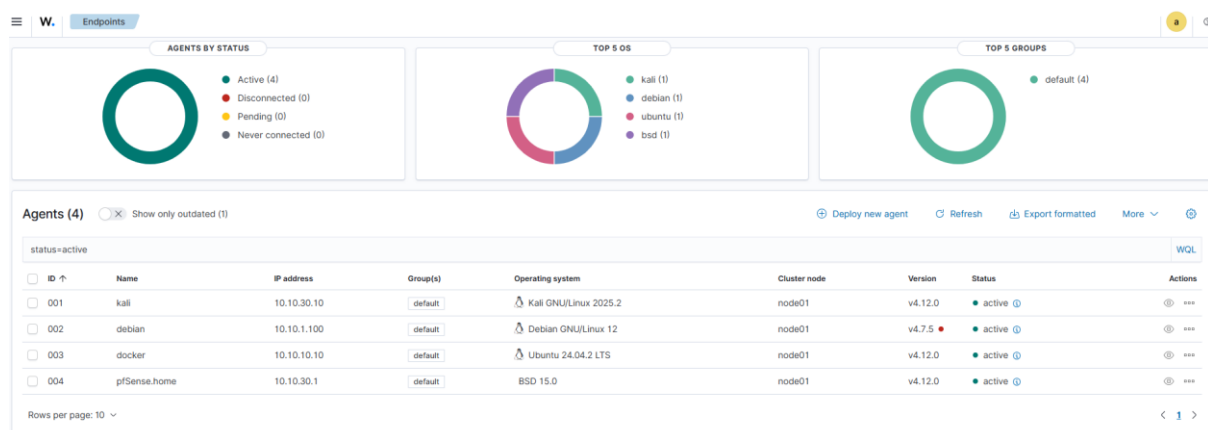 W. Endpoints a
AGENTS BY STATUS
Active (4)
Disconnected (0)
Pending (0)
Never connected (0)
TOP 5 OS
kali (1)
debian (1)
ubuntu (1)
bsd (1)
TOP 5 GROUPS
default (4)
Agents (4) Show only outdated (1) Deploy new agent Refresh Export formatted More
status=active WQL
ID Name IP address Group(s) Operating system Cluster node Version Status Actions
001 kali 10.10.30.10 default Kali GNU/Linux 2025.2 node01 v4.12.0 active
002 debian 10.10.1.100 default Debian GNU/Linux 12 node01 v4.7.5 active
003 docker 10.10.10.10 default Ubuntu 24.04.2 LTS node01 v4.12.0 active
004 pfSense.home 10.10.30.1 default BSD 15.0 node01 v4.12.0 active
Rows per page: 10 1